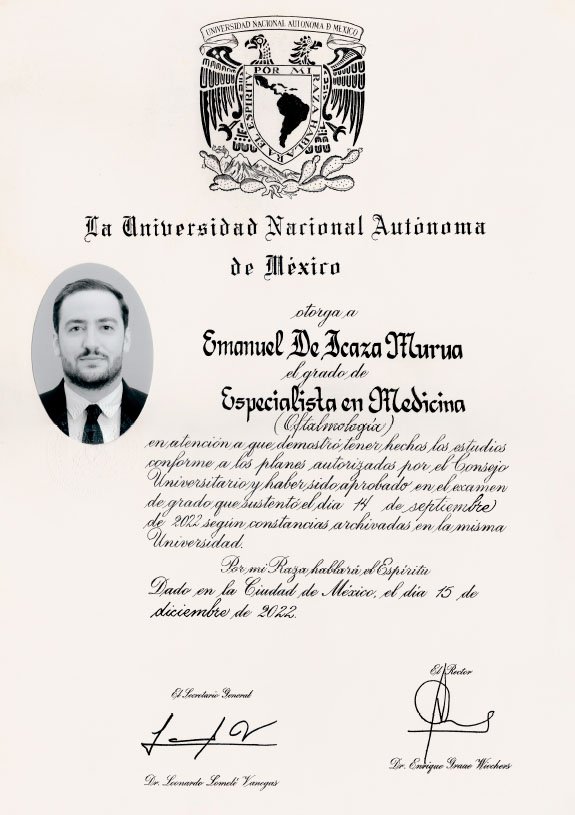 UNIVERSIDAD NACIONAL AUTONOMA D MEXICO
POR MI RAZA HABLARA EL ESPIRITU
La Universidad Nacional Autónoma
de México
otorga a
Emanuel De Icaza Murua
el grado de
Especialista en Medicina
(Oftalmología)
en atención a que demostró tener hechos los estudios
conforme a los planes autorizados por el Consejo
Universitario y haber sido aprobado en el examen
de grado que sustentó el día 14 de septiembre
de 2022 según constancias archivadas en la misma
Universidad.
Por mi Raza hablará el Espíritu
Dado en la Ciudad de México, el día 15 de
diciembre de 2022.
El Rector
El Secretario General
Dr. Enrique Graue Wiechers
Dr. Leonardo Lomelí Vanegas